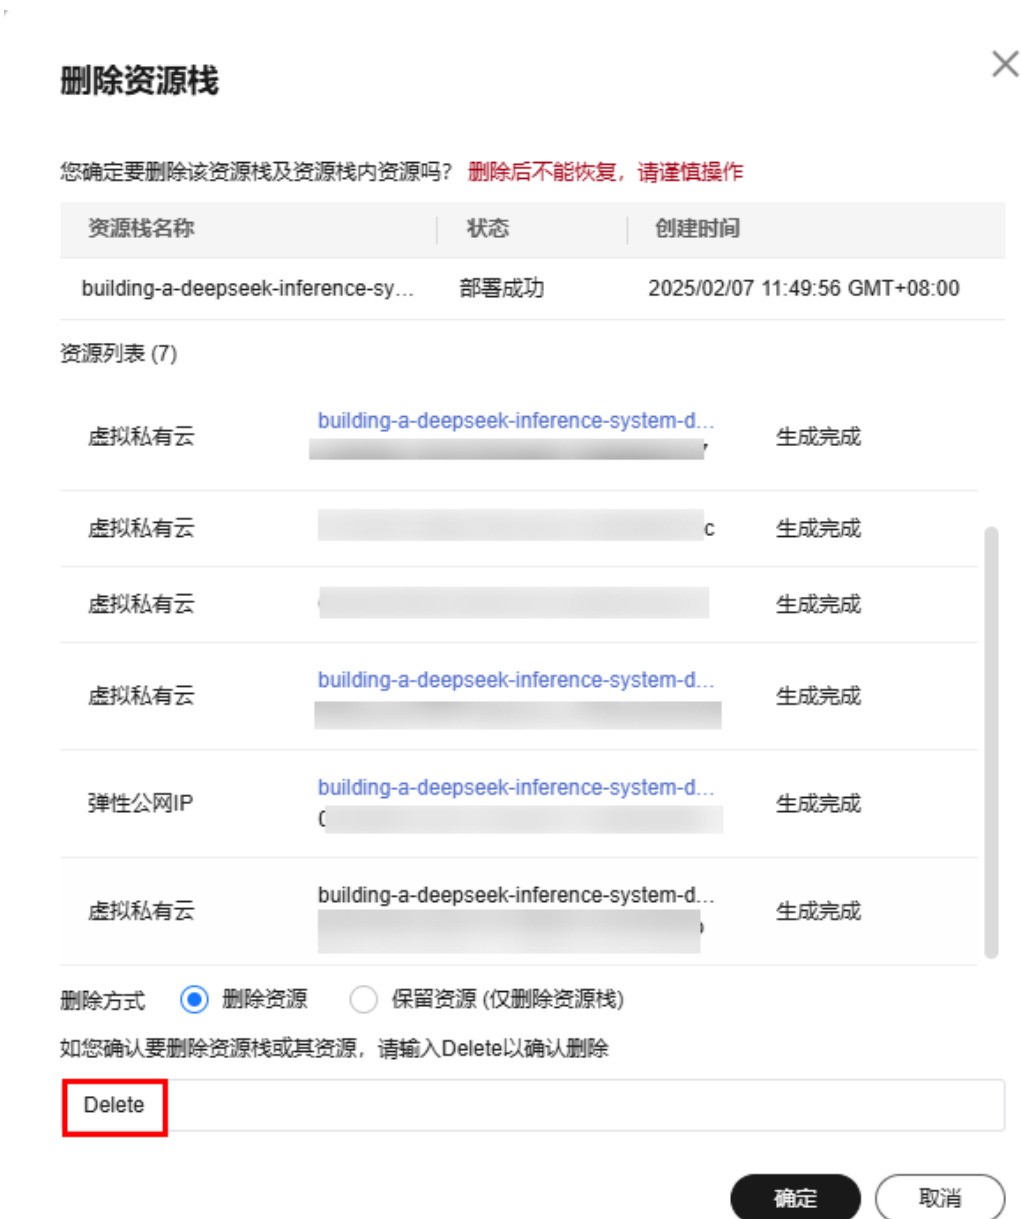 删除资源栈
您确定要删除该资源栈及资源栈内资源吗？ 删除后不能恢复，请谨慎操作
资源栈名称 状态 创建时间
building-a-deepseek-inference-sy... 部署成功 2025/02/07 11:49:56 GMT+08:00
资源列表 (7)
building-a-deepseek-inference-system-d...
虚拟私有云 生成完成
虚拟私有云 c 生成完成
虚拟私有云 生成完成
building-a-deepseek-inference-system-d...
虚拟私有云 生成完成
building-a-deepseek-inference-system-d...
弹性公网IP 生成完成
building-a-deepseek-inference-system-d...
虚拟私有云 生成完成
删除方式 删除资源 保留资源 (仅删除资源栈)
如您确认要删除资源栈或其资源，请输入Delete以确认删除
Delete
确定 取消